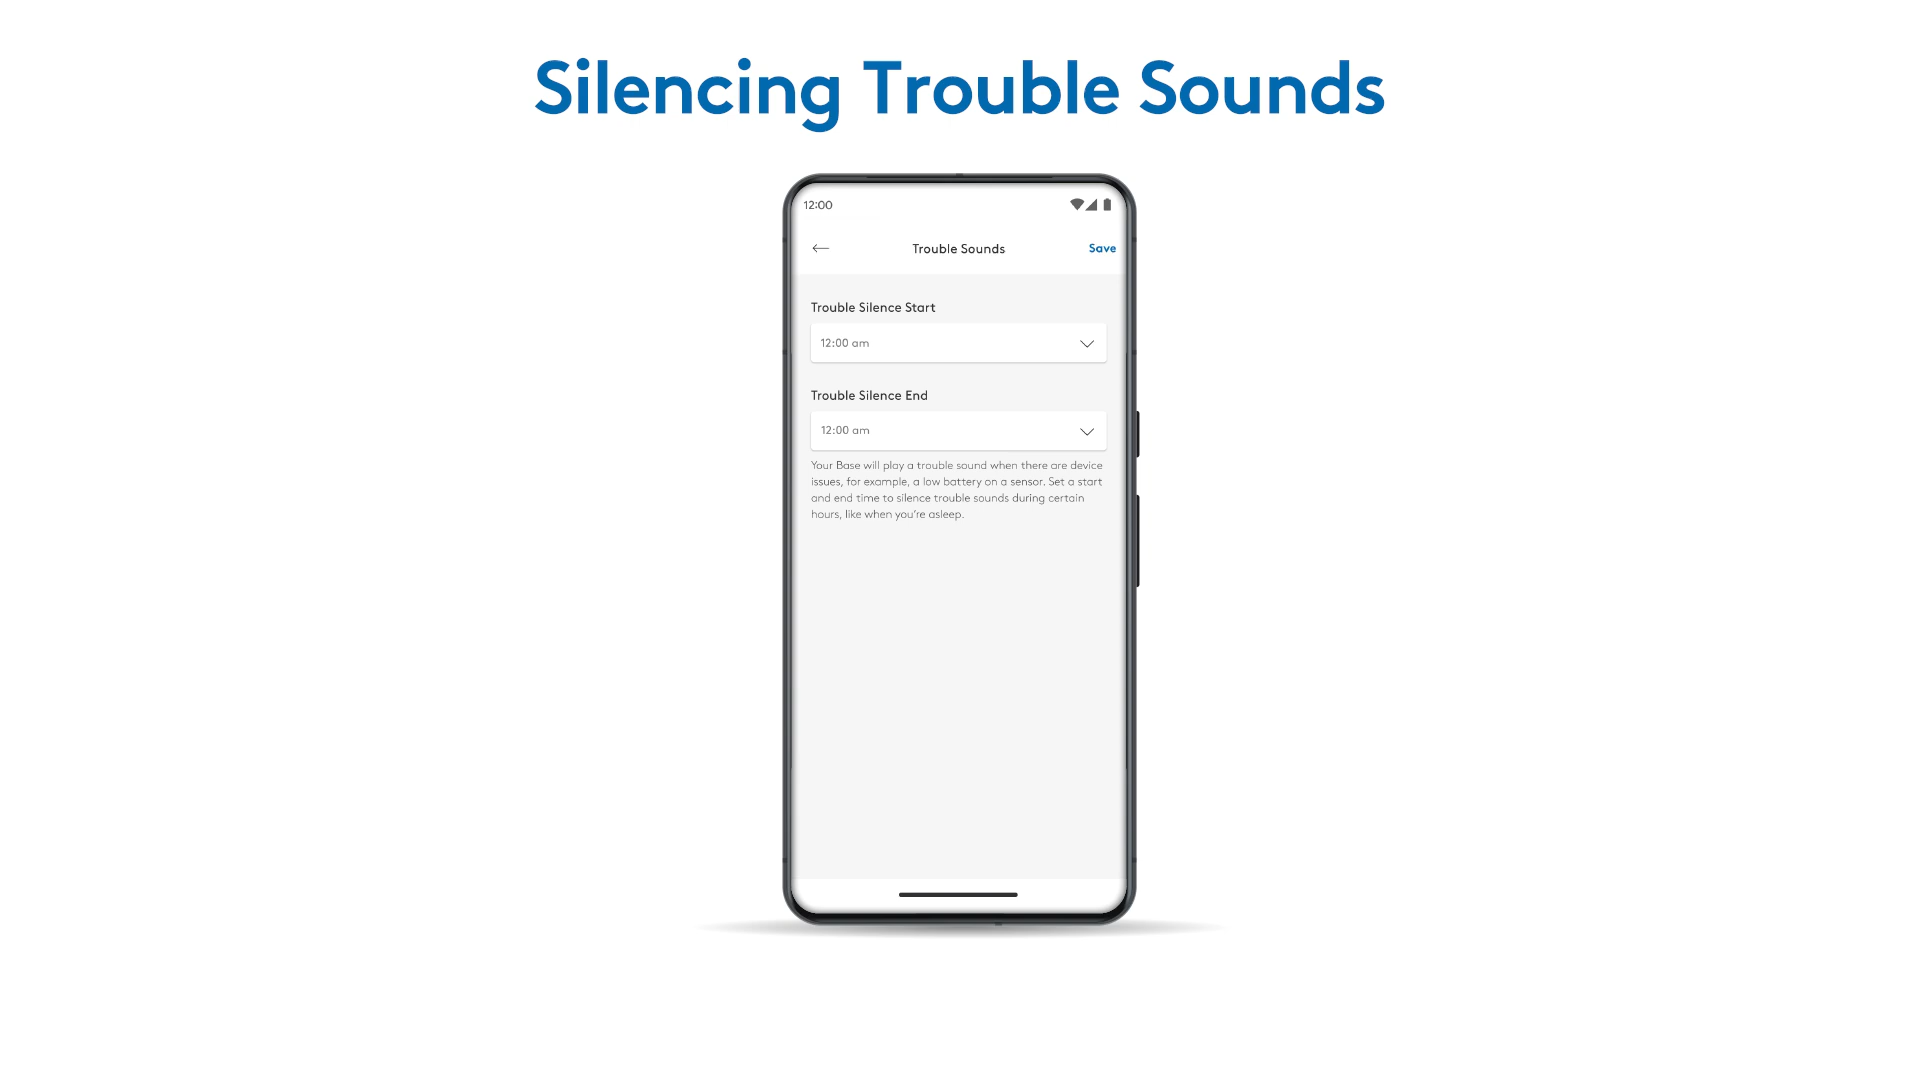 Silencing Trouble Sounds
12:00
Trouble Sounds
Save
Trouble Silence Start
12:00 am
Trouble Silence End
12:00 am
Your Base will play a trouble sound when there are device
issues, for example, a low battery on a sensor. Set a start
and end time to silence trouble sounds during certain
hours, like when you're asleep.